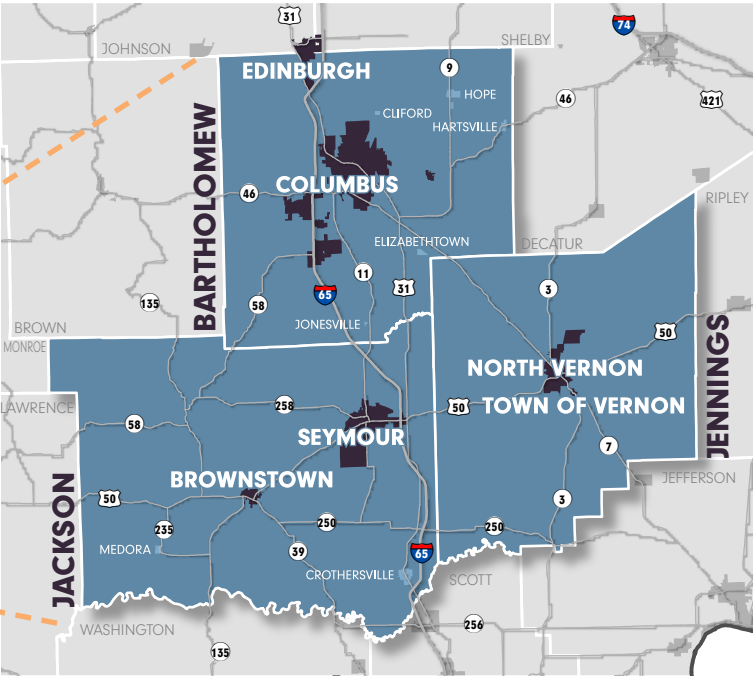 31
JOHNSON
SHELBY
74
EDINBURGH
9
HOPE
46
421
CLIFORD
HARTSVILLE
BARTHOLOMEW
COLUMBUS
46
RIPLEY
ELIZABETHTOWN
DECATUR
11
31
3
65
135
58
JONESVILLE
BROWN
MONROE
50
JENNINGS
NORTH VERNON
LAWRENCE
258
50
TOWN OF VERNON
58
SEYMOUR
7
BROWNSTOWN
JEFFERSON
JACKSON
50
3
235
250
250
MEDORA
39
65
CROTHERSVILLE
SCOTT
WASHINGTON
256
135